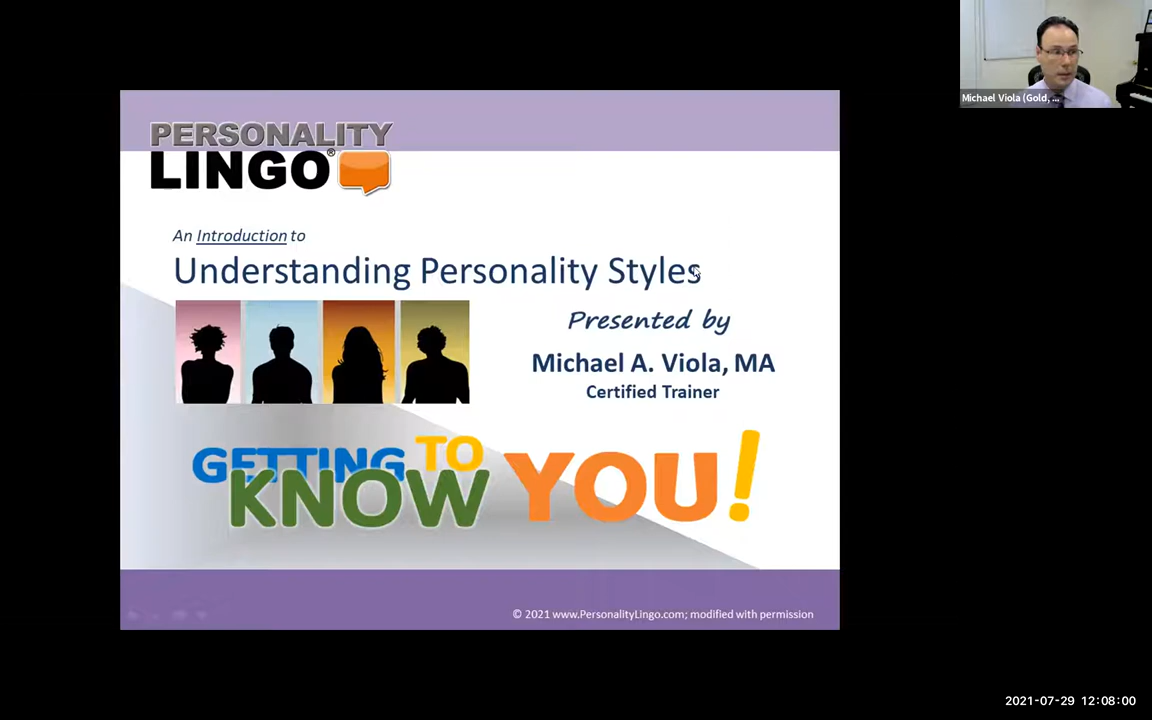 Michael Viola (Gold, ...
PERSONALITY
LINGO®
An Introduction to
Understanding Personality Styles
Presented by
Michael A. Viola, MA
Certified Trainer
GETTING TO
KNOW YOU!
© 2021 www.PersonalityLingo.com; modified with permission
2021-07-29 12:08:00